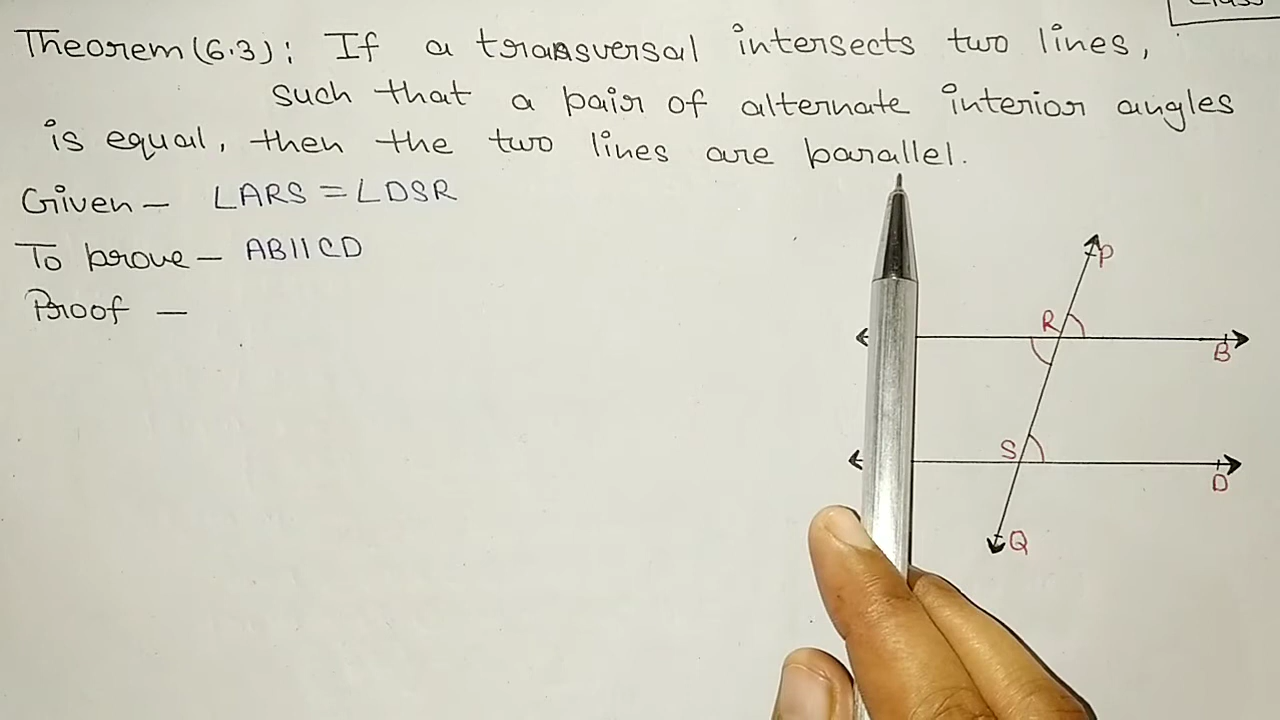 Theorem (6.3): If a transversal intersects two lines,
such that a pair of alternate interior angles
is equal, then the two lines are parallel.
Given – ∠ARS = ∠DSR
To prove – AB||CD
Proof –
P
R
B
S
D
Q